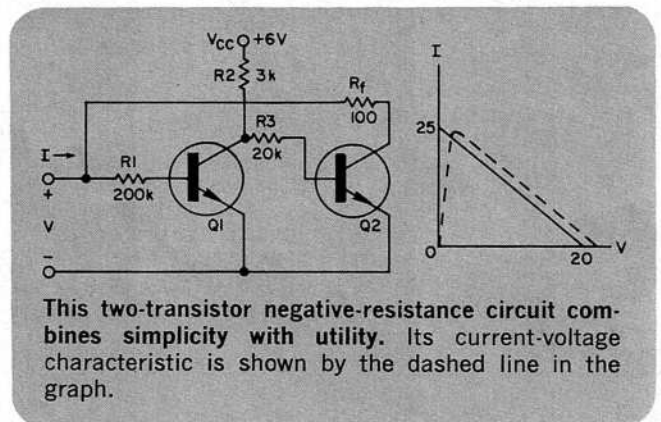 VCC +6V
R2 3k
Rf
100
R3
20k
I→
R1
200k
+
V
−
Q1
Q2
I
25
0
20
V
This two-transistor negative-resistance circuit com-
bines simplicity with utility. Its current-voltage
characteristic is shown by the dashed line in the
graph.